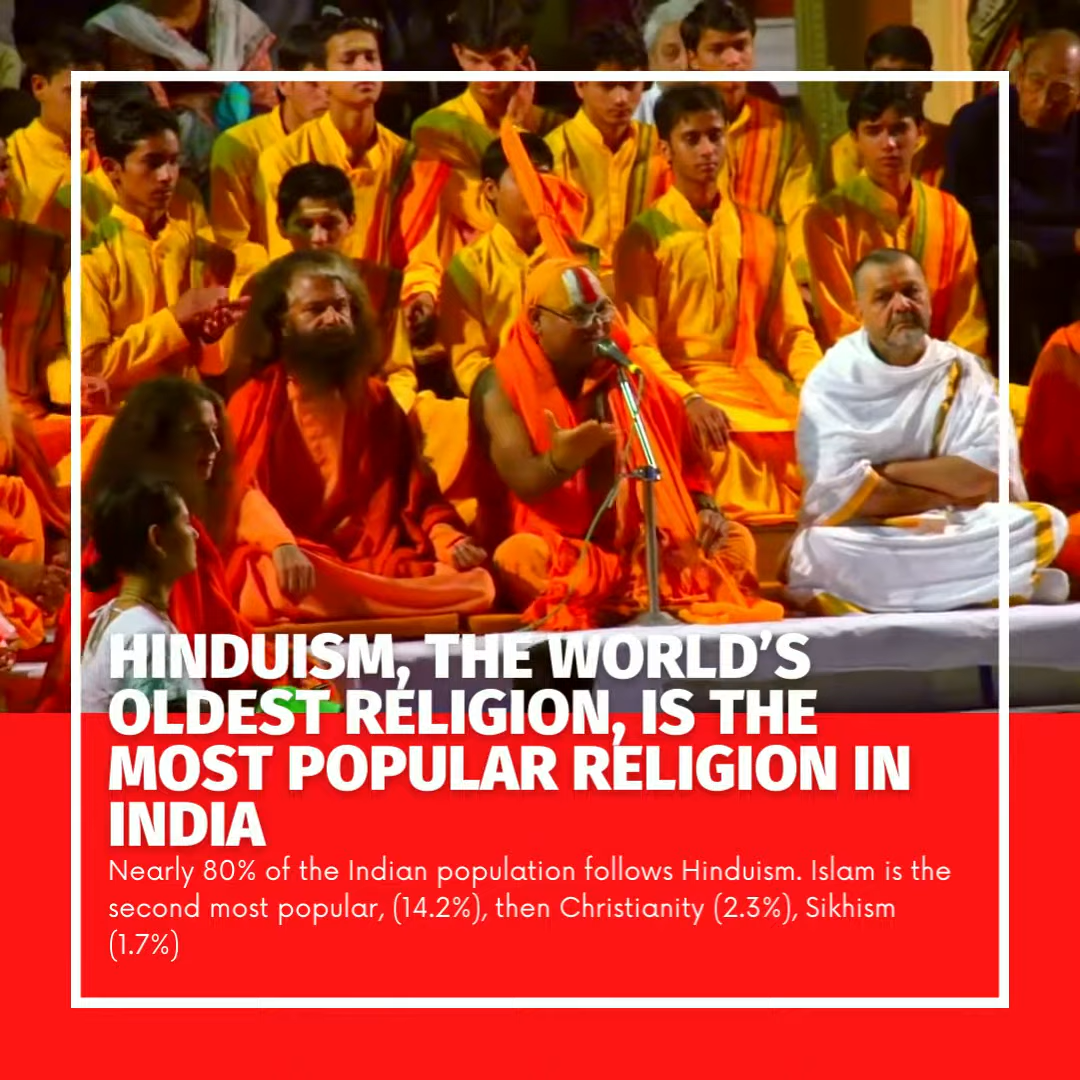 HINDUISM, THE WORLD’S
OLDEST RELIGION, IS THE
MOST POPULAR RELIGION IN
INDIA
Nearly 80% of the Indian population follows Hinduism. Islam is the
second most popular, (14.2%), then Christianity (2.3%), Sikhism
(1.7%)